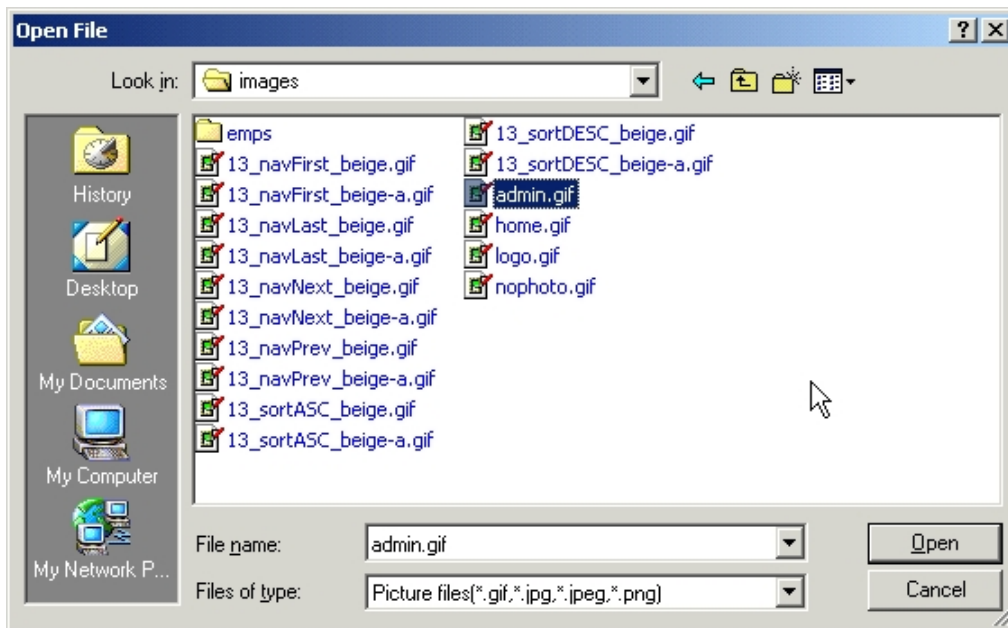 Open File
Look in:
images
History
Desktop
My Documents
My Computer
My Network P...
emps
13_navFirst_beige.gif
13_navFirst_beige-a.gif
13_navLast_beige.gif
13_navLast_beige-a.gif
13_navNext_beige.gif
13_navNext_beige-a.gif
13_navPrev_beige.gif
13_navPrev_beige-a.gif
13_sortASC_beige.gif
13_sortASC_beige-a.gif
13_sortDESC_beige.gif
13_sortDESC_beige-a.gif
admin.gif
home.gif
logo.gif
nophoto.gif
File name:
admin.gif
Open
Files of type:
Picture files(*.gif,*.jpg,*.jpeg,*.png)
Cancel